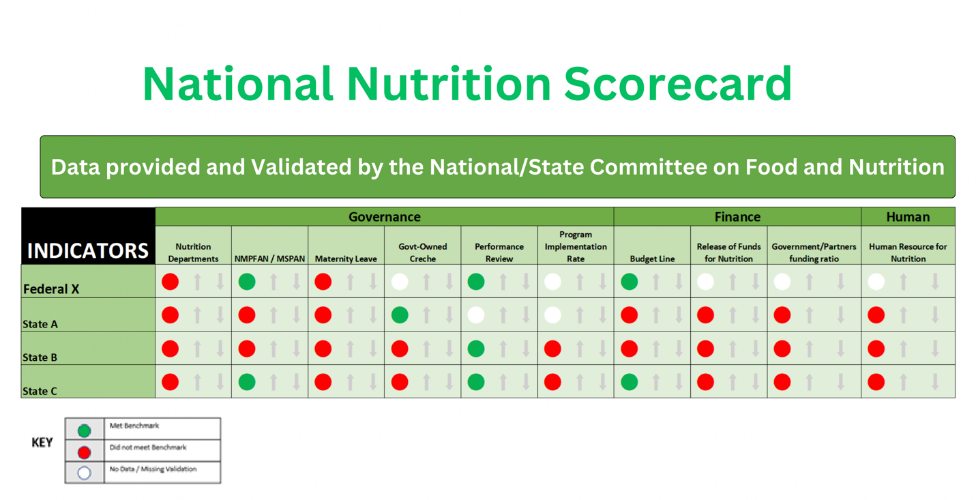 National Nutrition Scorecard
Data provided and Validated by the National/State Committee on Food and Nutrition
INDICATORS
Governance
Finance
Human
Nutrition
Departments
NMPFAN / MSPAN
Maternity Leave
Govt-Owned
Creche
Performance
Review
Program
Implementation
Rate
Budget Line
Release of Funds
for Nutrition
Government/Partners
funding ratio
Human Resource for
Nutrition
Federal X
State A
State B
State C
KEY
Met Benchmark
Did not meet Benchmark
No Data / Missing Validation